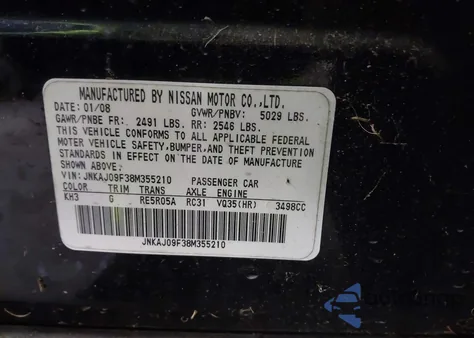 MANUFACTURED BY NISSAN MOTOR CO.,LTD.
DATE: 01/08 GVWR/PNBV: 5029 LBS.
GAWR/PNBE FR: 2491 LBS. RR: 2546 LBS.
THIS VEHICLE CONFORMS TO ALL APPLICABLE FEDERAL
MOTOR VEHICLE SAFETY,BUMPER,AND THEFT PREVENTION
STANDARDS IN EFFECT ON THE DATE OF MANUFACTURE
SHOWN ABOVE.
VIN: JNKAJ09F38M355210 PASSENGER CAR
COLOR TRIM TRANS AXLE ENGINE
KH3 G RE5R05A RC31 VQ35(HR) 3498CC
JNKAJ09F38M355210